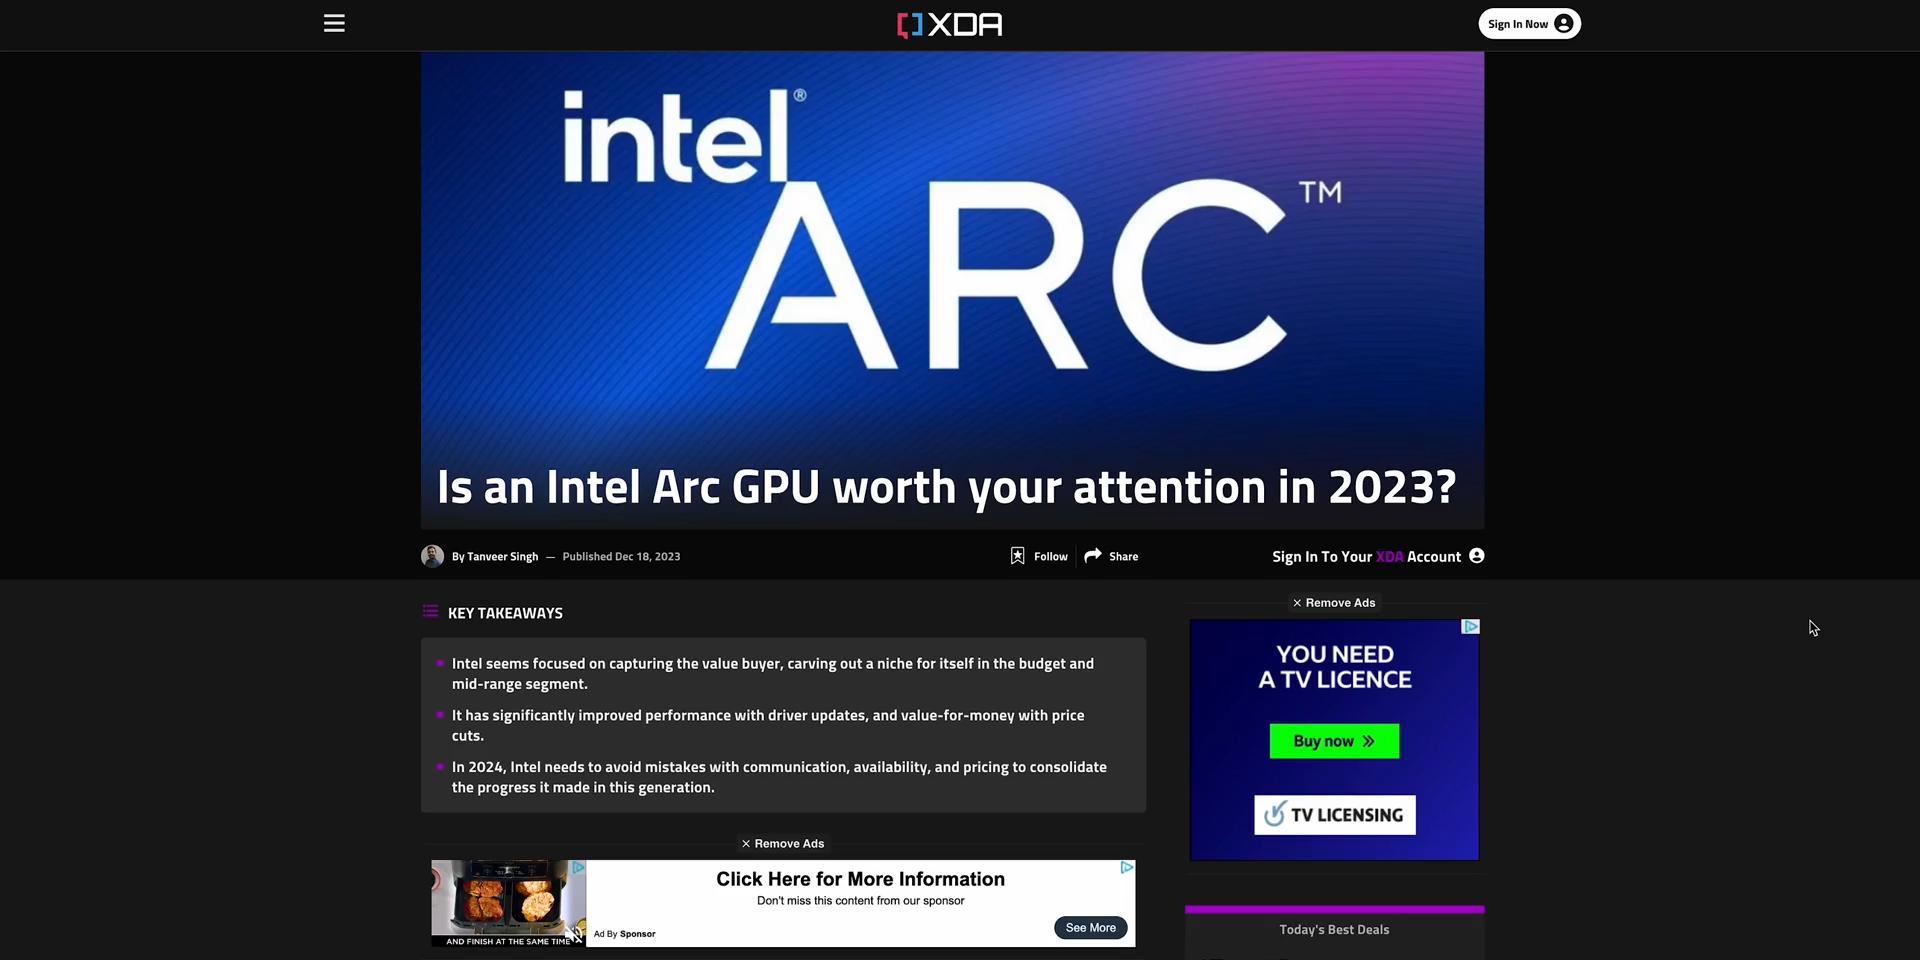 XDA
Sign In Now
intel®
ARC™
Is an Intel Arc GPU worth your attention in 2023?
By Tanveer Singh — Published Dec 18, 2023
Follow
Share
Sign In To Your XDA Account
KEY TAKEAWAYS
Intel seems focused on capturing the value buyer, carving out a niche for itself in the budget and
mid-range segment.
It has significantly improved performance with driver updates, and value-for-money with price
cuts.
In 2024, Intel needs to avoid mistakes with communication, availability, and pricing to consolidate
the progress it made in this generation.
× Remove Ads
Click Here for More Information
Don't miss this content from our sponsor
Ad By Sponsor
See More
AND FINISH AT THE SAME TIME
× Remove Ads
YOU NEED
A TV LICENCE
Buy now »
TV LICENSING
Today's Best Deals